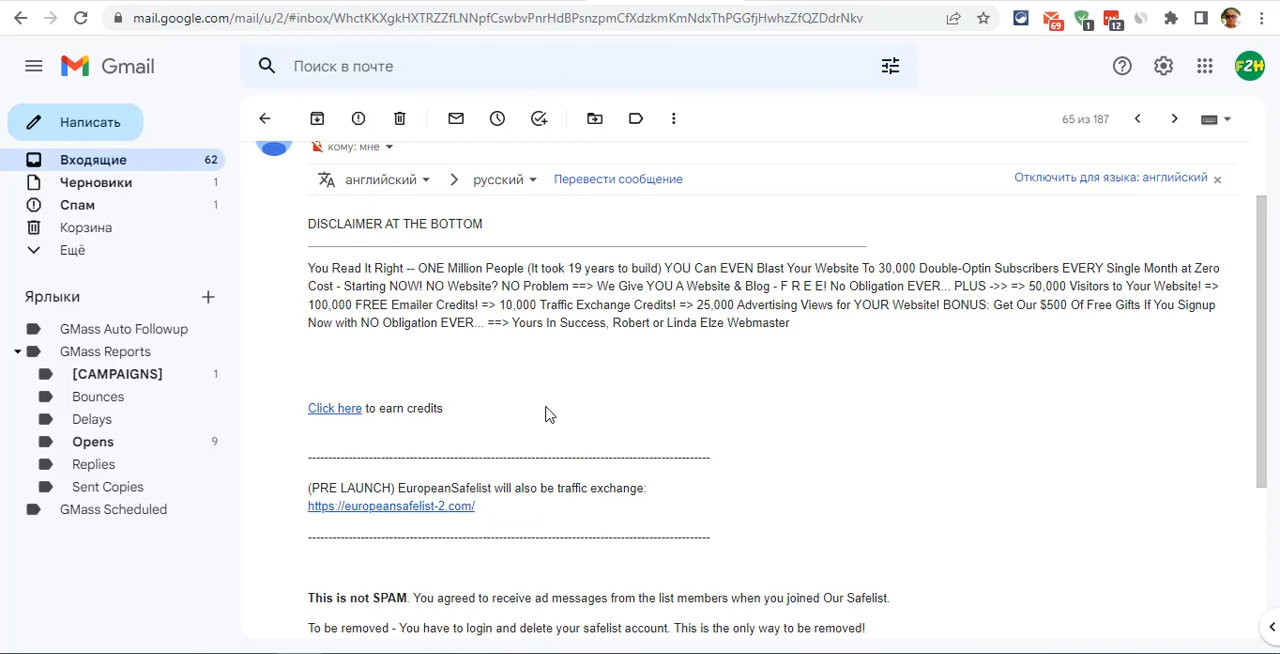 mail.google.com/mail/u/2/#inbox/WhctKKXgkHXTRZZfLNNpfCswbvPnrHdBPsnzpmCfXdzkmKmNdxThPGGfjHwhzZfQZDdrNkv
69
1
12
Gmail
Поиск в почте
F2H
Написать
65 из 187
Входящие 62
Черновики 1
Спам 1
Корзина
Ещё
Ярлыки
GMass Auto Followup
GMass Reports
[CAMPAIGNS] 1
Bounces
Delays
Opens 9
Replies
Sent Copies
GMass Scheduled
кому: мне
английский русский Перевести сообщение Отключить для языка: английский
DISCLAIMER AT THE BOTTOM
You Read It Right -- ONE Million People (It took 19 years to build) YOU Can EVEN Blast Your Website To 30,000 Double-Optin Subscribers EVERY Single Month at Zero
Cost - Starting NOW! NO Website? NO Problem ==> We Give YOU A Website & Blog - F R E E! No Obligation EVER... PLUS ->> => 50,000 Visitors to Your Website! =>
100,000 FREE Emailer Credits! => 10,000 Traffic Exchange Credits! => 25,000 Advertising Views for YOUR Website! BONUS: Get Our $500 Of Free Gifts If You Signup
Now with NO Obligation EVER... ==> Yours In Success, Robert or Linda Elze Webmaster
Click here to earn credits
----------------------------------------------------------------------------------------------------
(PRE LAUNCH) EuropeanSafelist will also be traffic exchange:
https://europeansafelist-2.com/
----------------------------------------------------------------------------------------------------
This is not SPAM. You agreed to receive ad messages from the list members when you joined Our Safelist.
To be removed - You have to login and delete your safelist account. This is the only way to be removed!